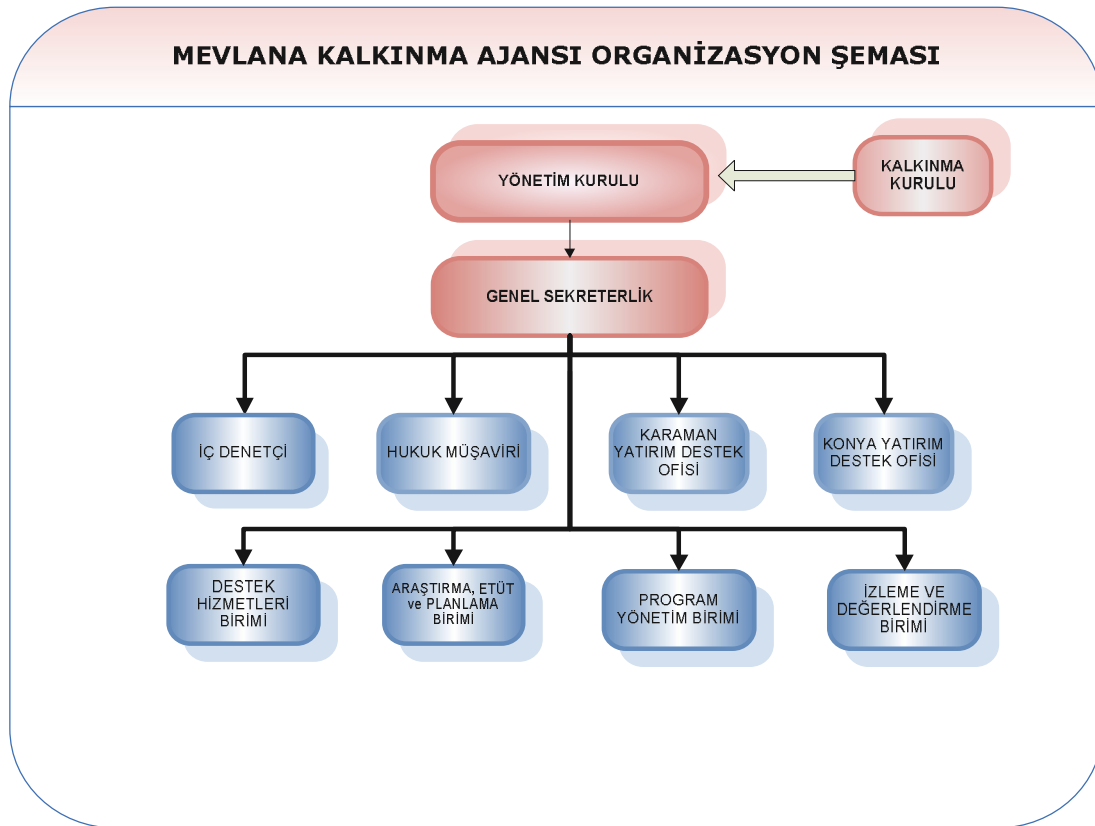 MEVLANA KALKINMA AJANSI ORGANİZASYON ŞEMASI
YÖNETİM KURULU
KALKINMA
KURULU
GENEL SEKRETERLİK
İÇ DENETÇİ
HUKUK MÜŞAVİRİ
KARAMAN
YATIRIM DESTEK
OFİSİ
KONYA YATIRIM
DESTEK OFİSİ
DESTEK
HİZMETLERİ
BİRİMİ
ARAŞTIRMA, ETÜT
ve PLANLAMA
BİRİMİ
PROGRAM
YÖNETİM BİRİMİ
İZLEME VE
DEĞERLENDİRME
BİRİMİ